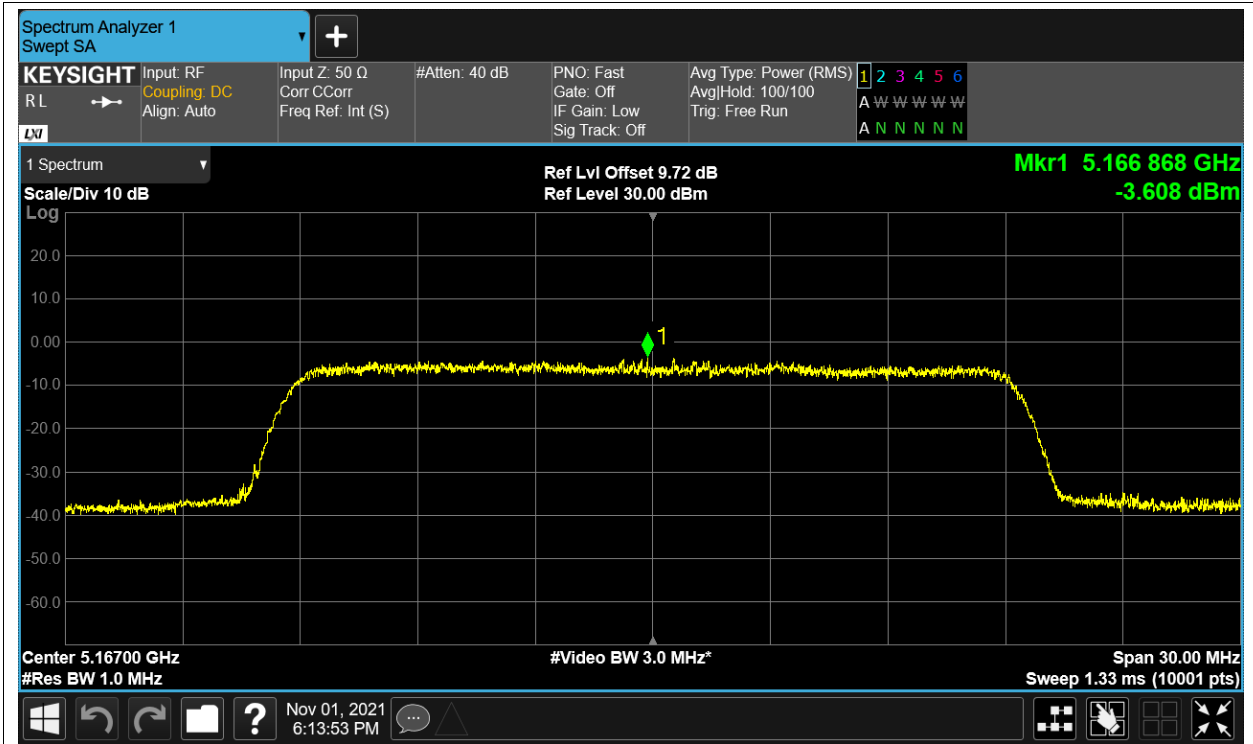 Spectrum Analyzer 1
Swept SA
KEYSIGHT
R L
LXI
Input: RF
Coupling: DC
Align: Auto
Input Z: 50 Ω
Corr CCorr
Freq Ref: Int (S)
#Atten: 40 dB
PNO: Fast
Gate: Off
IF Gain: Low
Sig Track: Off
Avg Type: Power (RMS)
Avg|Hold: 100/100
Trig: Free Run
1 2 3 4 5 6
A W W W W W
A N N N N N
1 Spectrum
Scale/Div 10 dB
Log
Ref Lvl Offset 9.72 dB
Ref Level 30.00 dBm
Mkr1 5.166 868 GHz
-3.608 dBm
20.0
10.0
0.00
-10.0
-20.0
-30.0
-40.0
-50.0
-60.0
1
Center 5.16700 GHz
#Res BW 1.0 MHz
#Video BW 3.0 MHz*
Span 30.00 MHz
Sweep 1.33 ms (10001 pts)
?
Nov 01, 2021
6:13:53 PM